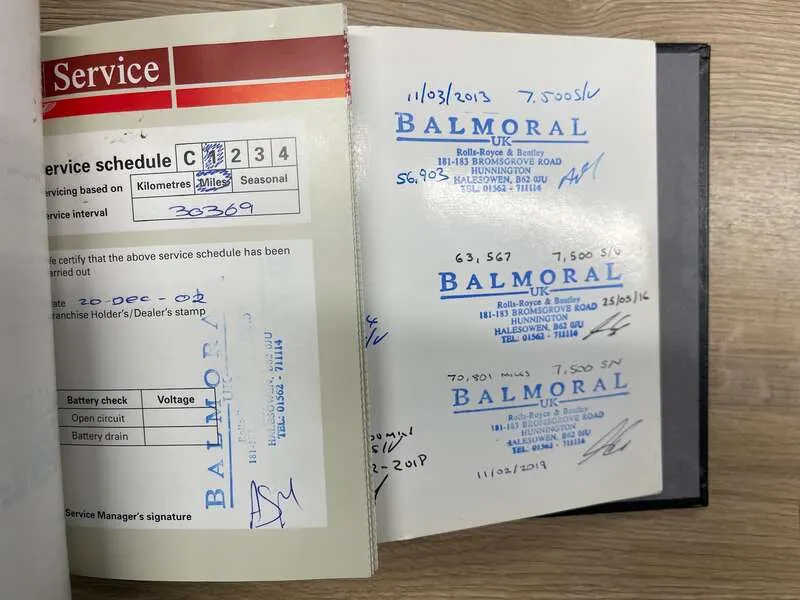 Service
ervice schedule C 1 2 3 4
ervicing based on Kilometres Miles Seasonal
ervice interval 30369
e certify that the above service schedule has been
arried out
ate 20-DEC-02
ranchise Holder's/Dealer's stamp
BALMORA
UK
181-183
HALESOWEN, B62 0JU
TEL: 01562 - 711114
Battery check Voltage
Open circuit
Battery drain
Service Manager's signature
2-2018
11/03/2013 7,500 S/V
BALMORAL
UK
Rolls-Royce & Bentley
181-183 BROMSGROVE ROAD
HUNNINGTON
56,903 HALESOWEN, B62 0JU
TEL: 01562 - 711114
63,567 7,500 S/V
BALMORAL
UK
Rolls-Royce & Bentley
181-183 BROMSGROVE ROAD 25/05/16
HUNNINGTON
HALESOWEN, B62 0JU
TEL: 01562 - 711114
70,801 MILES 7,500 S/V
BALMORAL
UK
Rolls-Royce & Bentley
181-183 BROMSGROVE ROAD
HUNNINGTON
HALESOWEN, B62 0JU
TEL: 01562 - 711114
11/02/2019